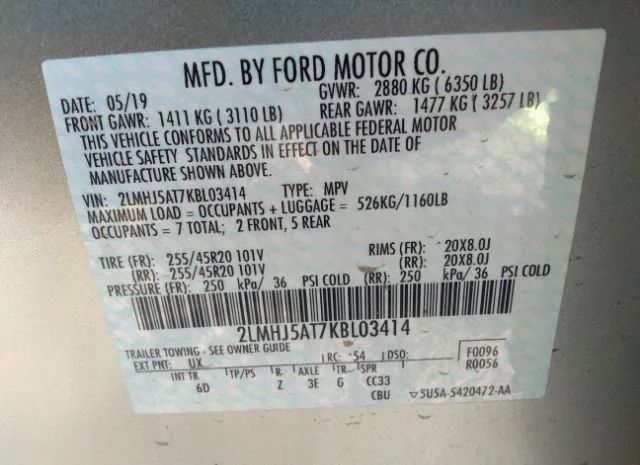 MFD. BY FORD MOTOR CO.
DATE: 05/19 GVWR: 2880 KG ( 6350 LB)
FRONT GAWR: 1411 KG ( 3110 LB) REAR GAWR: 1477 KG ( 3257 LB)
THIS VEHICLE CONFORMS TO ALL APPLICABLE FEDERAL MOTOR
VEHICLE SAFETY STANDARDS IN EFFECT ON THE DATE OF
MANUFACTURE SHOWN ABOVE.
VIN: 2LMHJ5AT7KBL03414 TYPE: MPV
MAXIMUM LOAD = OCCUPANTS + LUGGAGE = 526KG/1160LB
OCCUPANTS = 7 TOTAL; 2 FRONT, 5 REAR
TIRE (FR): 255/45R20 101V RIMS (FR): 20X8.0J
(RR): 255/45R20 101V (RR): 20X8.0J
PRESSURE (FR): 250 kPa/ 36 PSI COLD (RR): 250 kPa/ 36 PSI COLD
2LMHJ5AT7KBL03414
TRAILER TOWING - SEE OWNER GUIDE
EXT PNT: UX RC: 54 DSO: F0096
R0056
INT TR TP/PS R AXLE TR SPR
6D Z 3E G CC33
CBU ▽5U5A-5420472-AA